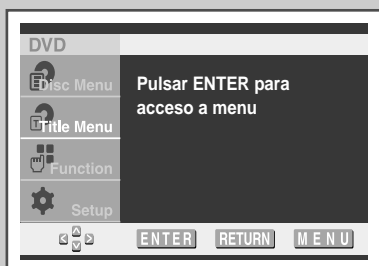 DVD
Disc Menu
Title Menu
Function
Setup
Pulsar ENTER para
acceso a menu
ENTER RETURN MENU